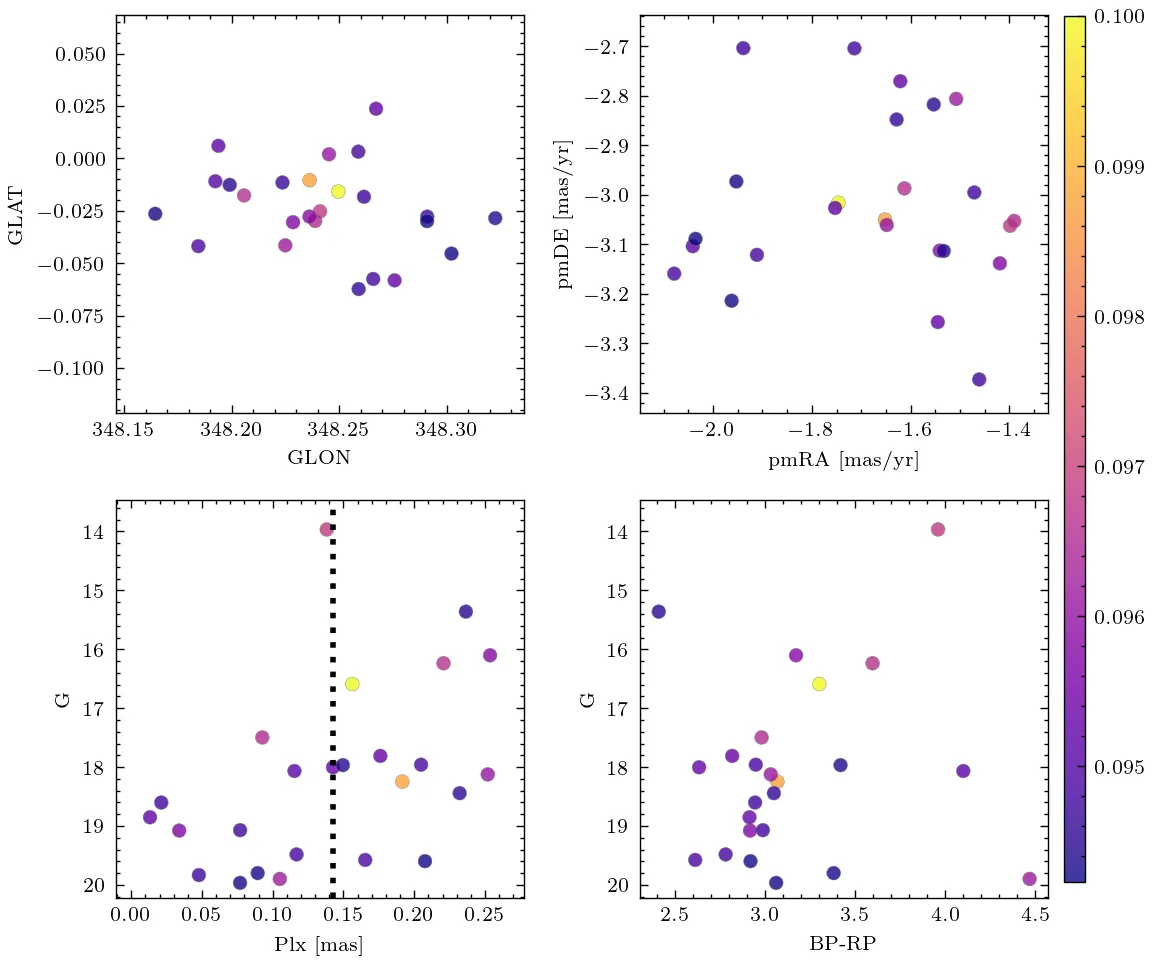 0.050
0.025
0.000
−0.025
−0.050
−0.075
−0.100
GLAT
348.15 348.20 348.25 348.30
GLON
−2.7
−2.8
−2.9
−3.0
−3.1
−3.2
−3.3
−3.4
pmDE [mas/yr]
−2.0 −1.8 −1.6 −1.4
pmRA [mas/yr]
0.100
0.099
0.098
0.097
0.096
0.095
14
15
16
17
18
19
20
G
0.00 0.05 0.10 0.15 0.20 0.25
Plx [mas]
14
15
16
17
18
19
20
G
2.5 3.0 3.5 4.0 4.5
BP-RP